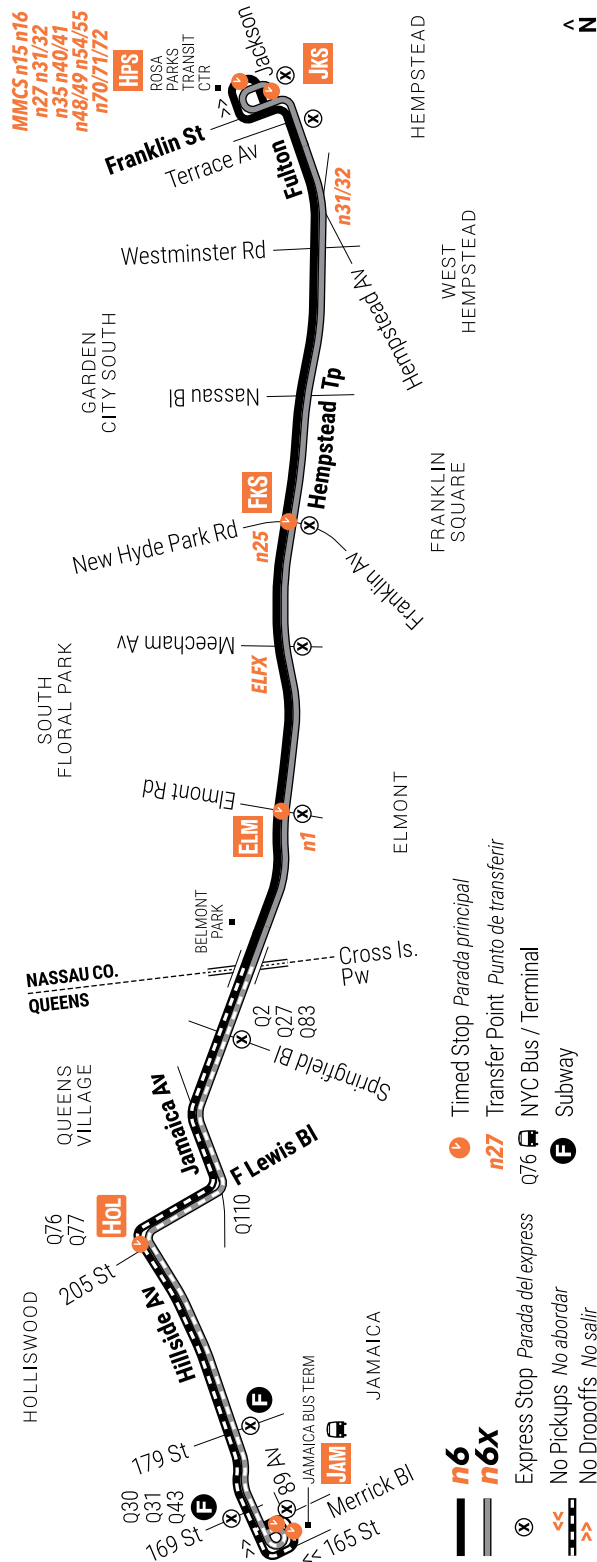 HOLLISWOOD
Q76
Q77
HOL
205 St
Hillside Av
179 St
F
Q30
Q31
Q43
F
169 St
89 Av
JAMAICA BUS TERM
JAM
Merrick Bl
165 St
<<
<<
JAMAICA
QUEENS
VILLAGE
Jamaica Av
F Lewis Bl
Q110
Springfield Bl
Q2
Q27
Q83
NASSAU CO.
QUEENS
Cross Is.
Pw
BELMONT
PARK
SOUTH
FLORAL PARK
ELM
Elmont Rd
n1
ELMONT
Meecham Av
ELFX
New Hyde Park Rd
n25
FKS
Franklin Av
Hempstead Tp
FRANKLIN
SQUARE
GARDEN
CITY SOUTH
Nassau Bl
Westminster Rd
Hempstead Av
n31/32
WEST
HEMPSTEAD
Franklin St
Terrace Av
Fulton
MMCS n15 n16
n27 n31/32
n35 n40/41
n48/49 n54/55
n70/71/72
HPS
ROSA
PARKS
TRANSIT
CTR
>>
Jackson
JKS
HEMPSTEAD
<
N
n6
n6X
X Express Stop Parada del express
<< No Pickups No abordar
>> No Dropoffs No salir
Timed Stop Parada principal
n27 Transfer Point Punto de transferir
Q76 NYC Bus / Terminal
F Subway